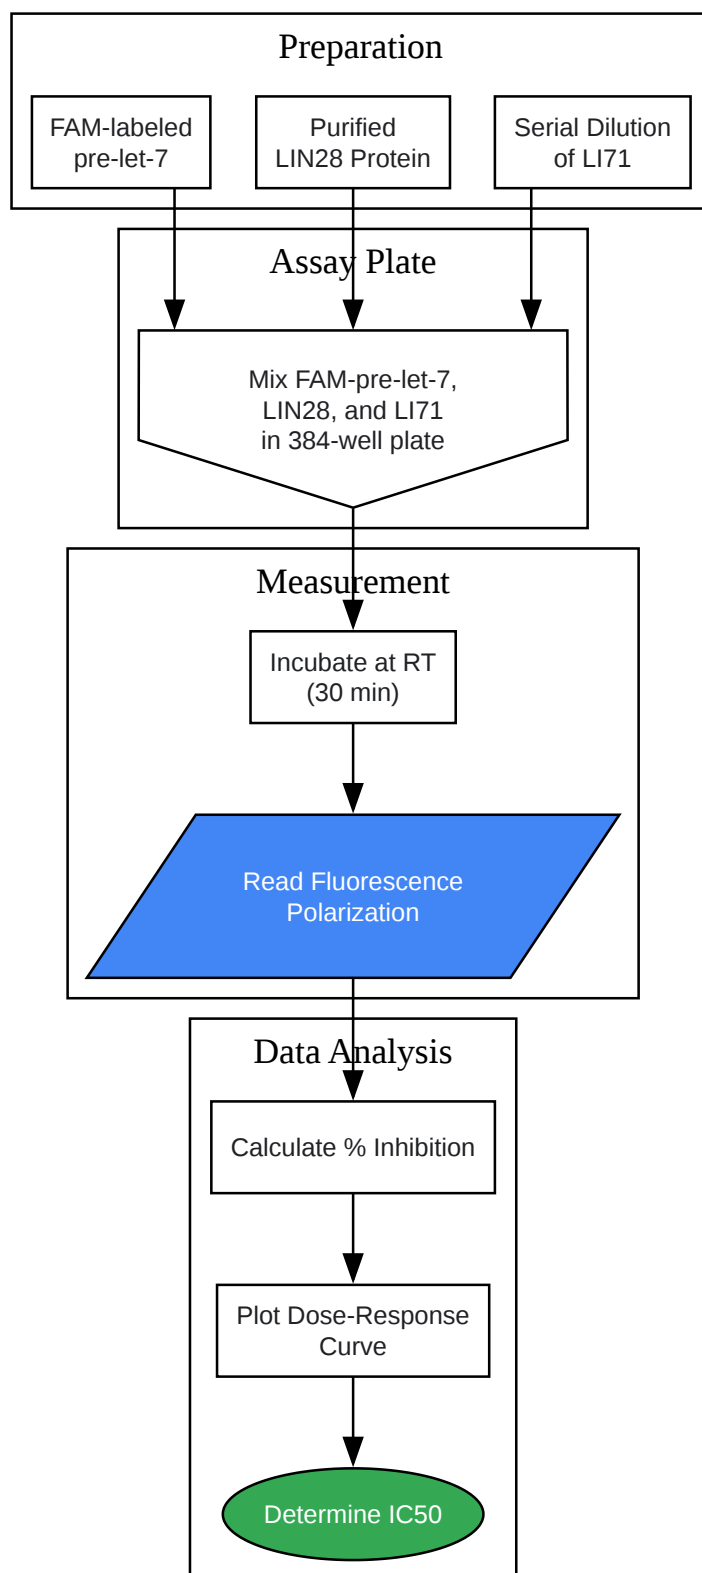 Preparation
FAM-labeled
pre-let-7
Purified
LIN28 Protein
Serial Dilution
of LI71
Assay Plate
Mix FAM-pre-let-7,
LIN28, and LI71
in 384-well plate
Measurement
Incubate at RT
(30 min)
Read Fluorescence
Polarization
Data Analysis
Calculate % Inhibition
Plot Dose-Response
Curve
Determine IC50